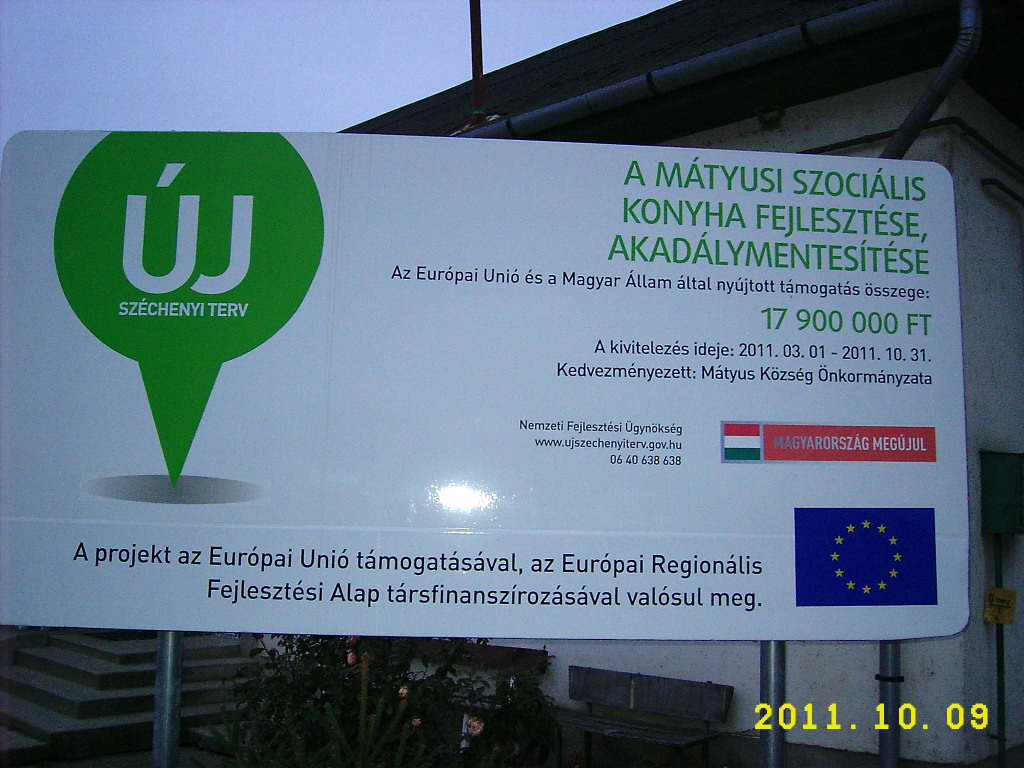 ÚJ
SZÉCHENYI TERV
A MÁTYUSI SZOCIÁLIS
KONYHA FEJLESZTÉSE,
AKADÁLYMENTESÍTÉSE
Az Európai Unió és a Magyar Állam által nyújtott támogatás összege:
17 900 000 FT
A kivitelezés ideje: 2011. 03. 01 - 2011. 10. 31.
Kedvezményezett: Mátyus Község Önkormányzata
Nemzeti Fejlesztési Ügynökség
www.ujszechenyiterv.gov.hu
06 40 638 638
MAGYARORSZÁG MEGÚJUL
A projekt az Európai Unió támogatásával, az Európai Regionális
Fejlesztési Alap társfinanszírozásával valósul meg.
2011. 10. 09